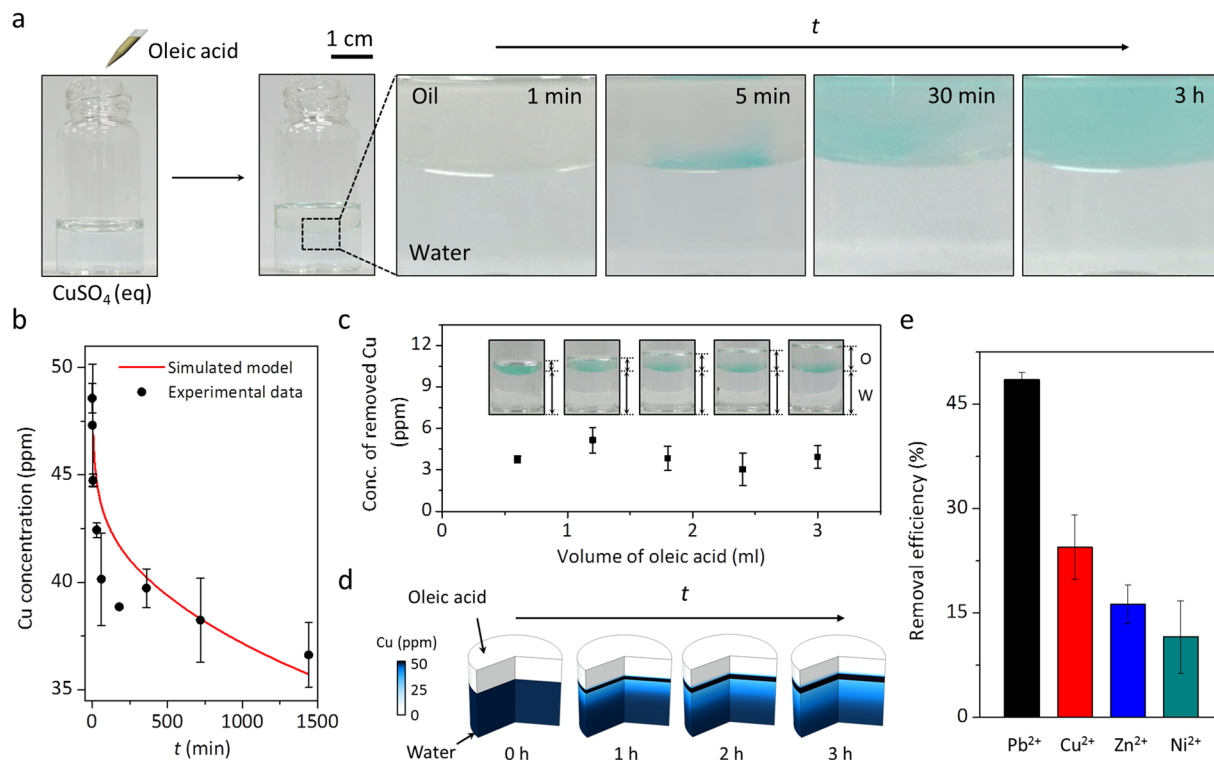 a
Oleic acid
1 cm
t
Oil
1 min
5 min
30 min
3 h
Water
CuSO₄ (eq)
b
50
45
40
35
Cu concentration (ppm)
Simulated model
Experimental data
0
500
1000
1500
t (min)
c
12
9
6
3
0
Conc. of removed Cu
(ppm)
O
W
0
1
2
3
Volume of oleic acid (ml)
d
Oleic acid
t
Cu (ppm)
50
25
0
Water
0 h
1 h
2 h
3 h
e
45
30
15
0
Removal efficiency (%)
Pb²⁺
Cu²⁺
Zn²⁺
Ni²⁺